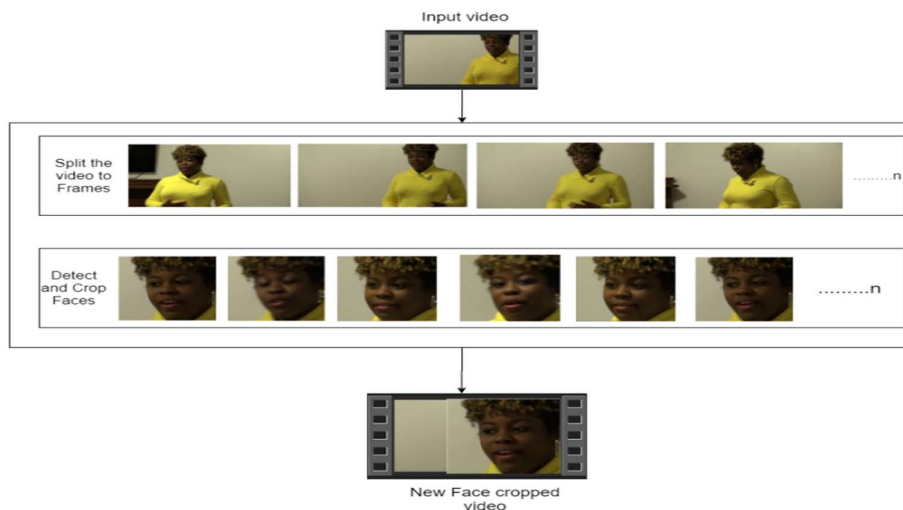 Input video
Split the
video to
Frames
.........n
Detect
and Crop
Faces
.........n
New Face cropped
video